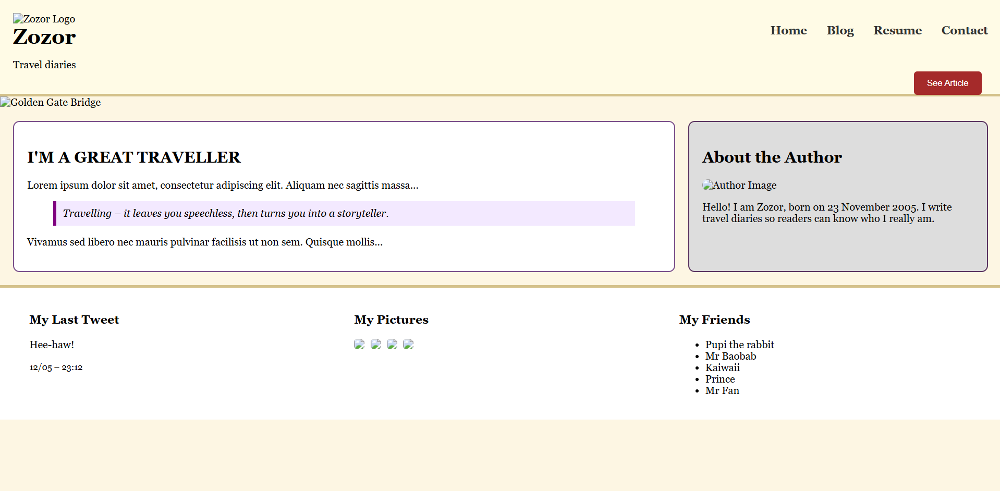 Zozor Logo
Zozor
Travel diaries
Home Blog Resume Contact
See Article
Golden Gate Bridge
I'M A GREAT TRAVELLER
Lorem ipsum dolor sit amet, consectetur adipiscing elit. Aliquam nec sagittis massa...
Travelling – it leaves you speechless, then turns you into a storyteller.
Vivamus sed libero nec mauris pulvinar facilisis ut non sem. Quisque mollis...
About the Author
Author Image
Hello! I am Zozor, born on 23 November 2005. I write
travel diaries so readers can know who I really am.
My Last Tweet
Hee-haw!
12/05 – 23:12
My Pictures
My Friends
Pupi the rabbit
Mr Baobab
Kaiwaii
Prince
Mr Fan